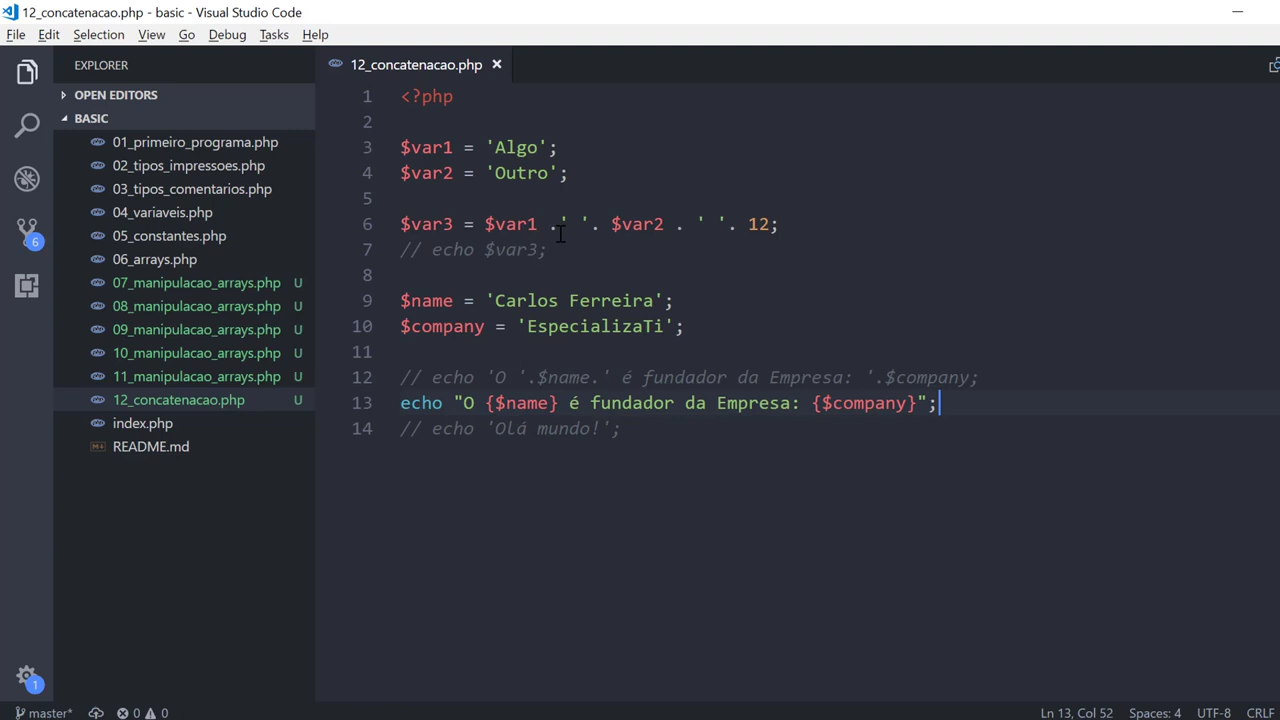 12_concatenacao.php - basic - Visual Studio Code
File Edit Selection View Go Debug Tasks Help
EXPLORER
12_concatenacao.php ×
OPEN EDITORS
BASIC
01_primeiro_programa.php
02_tipos_impressoes.php
03_tipos_comentarios.php
04_variaveis.php
05_constantes.php
06_arrays.php
07_manipulacao_arrays.php U
08_manipulacao_arrays.php U
09_manipulacao_arrays.php U
10_manipulacao_arrays.php U
11_manipulacao_arrays.php U
12_concatenacao.php U
index.php
README.md
6
1
1 <?php
2
3 $var1 = 'Algo';
4 $var2 = 'Outro';
5
6 $var3 = $var1 .' '. $var2 . ' '. 12;
7 // echo $var3;
8
9 $name = 'Carlos Ferreira';
10 $company = 'EspecializaTi';
11
12 // echo 'O '.$name.' é fundador da Empresa: '.$company;
13 echo "O {$name} é fundador da Empresa: {$company}";
14 // echo 'Olá mundo!';
master* 0 0 Ln 13, Col 52 Spaces: 4 UTF-8 CRLF